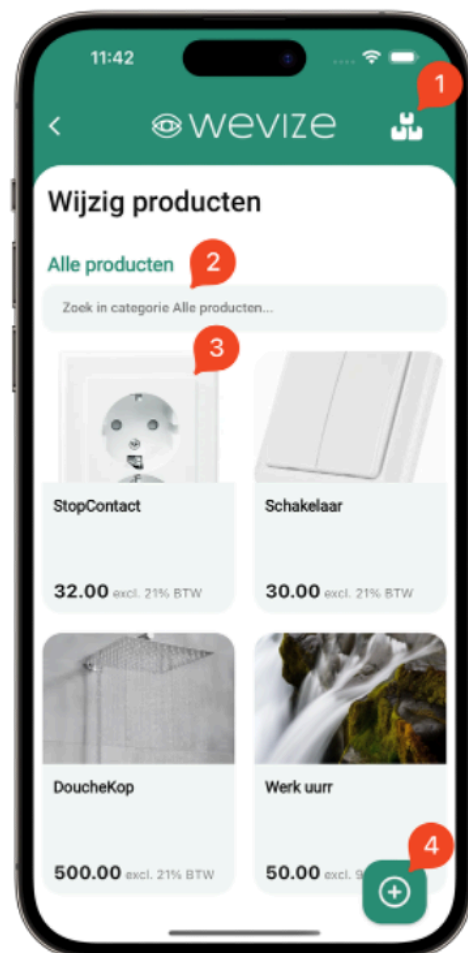 11:42
1
wevize
Wijzig producten
Alle producten
2
Zoek in categorie Alle producten...
3
StopContact
Schakelaar
32.00 excl. 21% BTW
30.00 excl. 21% BTW
DoucheKop
Werk uurr
4
500.00 excl. 21% BTW
50.00 excl. 9